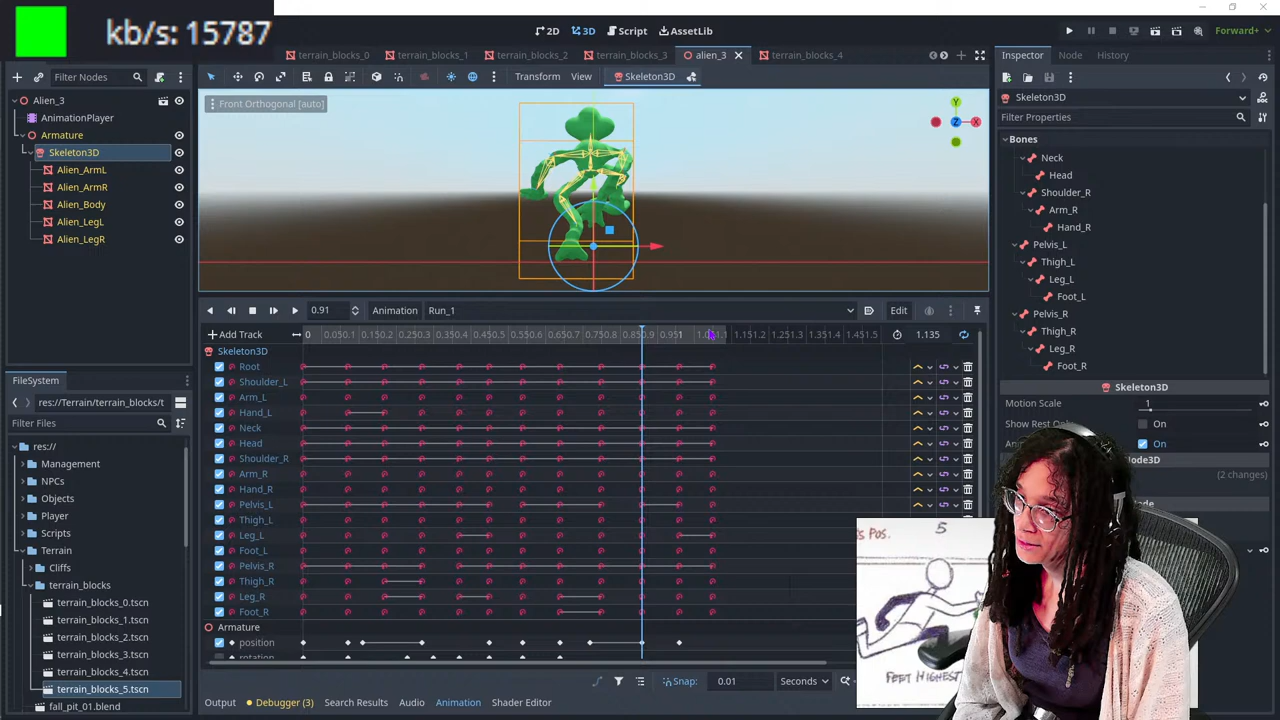 kb/s: 15787
2D 3D Script AssetLib
Forward+
terrain_blocks_0 terrain_blocks_1 terrain_blocks_2 terrain_blocks_3 alien_3 terrain_blocks_4
Inspector Node History
Filter Nodes
Transform View Skeleton3D
Alien_3
AnimationPlayer
Armature
Skeleton3D
Alien_ArmL
Alien_ArmR
Alien_Body
Alien_LegL
Alien_LegR
Front Orthogonal [auto]
Y
Z
X
Skeleton3D
Filter Properties
Bones
Neck
Head
Shoulder_R
Arm_R
Hand_R
Pelvis_L
Thigh_L
Leg_L
Foot_L
Pelvis_R
Thigh_R
Leg_R
Foot_R
Skeleton3D
Motion Scale 1
Show Rest On
On
Node3D
(2 changes)
0.91 Animation Run_1 Edit
Add Track
1.135
Skeleton3D
Root
Shoulder_L
Arm_L
Hand_L
Neck
Head
Shoulder_R
Arm_R
Hand_R
Pelvis_L
Thigh_L
Leg_L
Foot_L
Pelvis_R
Thigh_R
Leg_R
Foot_R
Armature
position
rotation
Snap: 0.01 Seconds
Output Debugger (3) Search Results Audio Animation Shader Editor
FileSystem
res://Terrain/terrain_blocks/t
Filter Files
res://
Management
NPCs
Objects
Player
Scripts
Terrain
Cliffs
terrain_blocks
terrain_blocks_0.tscn
terrain_blocks_1.tscn
terrain_blocks_2.tscn
terrain_blocks_3.tscn
terrain_blocks_4.tscn
terrain_blocks_5.tscn
fall_pit_01.blend
POS. 5
FEET HIGHEST